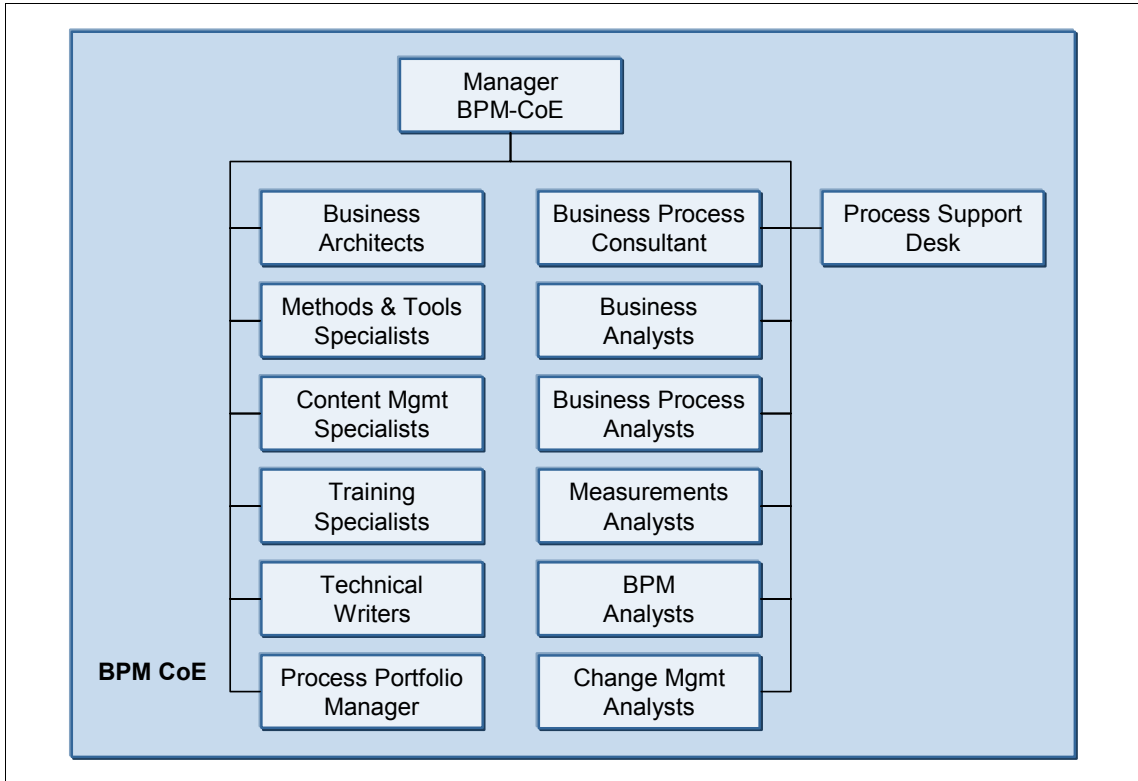 Manager
BPM-CoE
Business
Architects
Business Process
Consultant
Process Support
Desk
Methods & Tools
Specialists
Business
Analysts
Content Mgmt
Specialists
Business Process
Analysts
Training
Specialists
Measurements
Analysts
Technical
Writers
BPM
Analysts
BPM CoE
Process Portfolio
Manager
Change Mgmt
Analysts